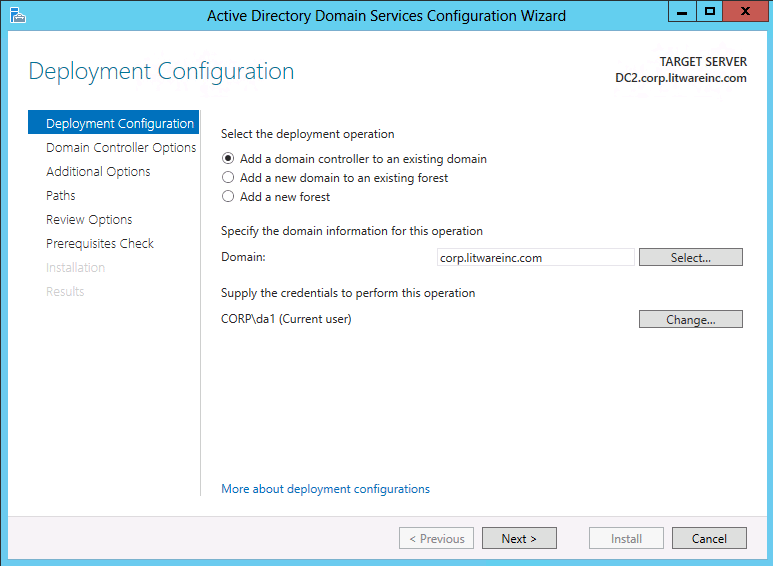 Active Directory Domain Services Configuration Wizard
Deployment Configuration
TARGET SERVER
DC2.corp.litwareinc.com
Deployment Configuration
Domain Controller Options
Additional Options
Paths
Review Options
Prerequisites Check
Installation
Results
Select the deployment operation
Add a domain controller to an existing domain
Add a new domain to an existing forest
Add a new forest
Specify the domain information for this operation
Domain: corp.litwareinc.com Select...
Supply the credentials to perform this operation
CORP\da1 (Current user) Change...
More about deployment configurations
< Previous Next > Install Cancel